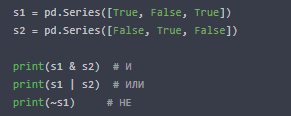 s1 = pd.Series([True, False, True])
s2 = pd.Series([False, True, False])
print(s1 & s2)  # И
print(s1 | s2)  # ИЛИ
print(~s1)     # НЕ